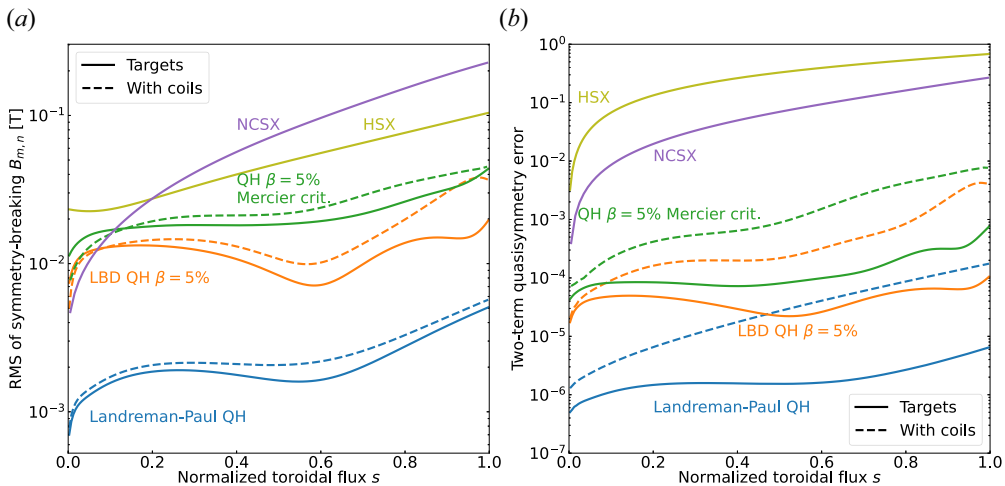 (a)
RMS of symmetry-breaking B_{m,n} [T]
10^{-1}
10^{-2}
10^{-3}
Targets
With coils
NCSX
HSX
QH β = 5%
Mercier crit.
LBD QH β = 5%
Landreman-Paul QH
0.0 0.2 0.4 0.6 0.8 1.0
Normalized toroidal flux s
(b)
Two-term quasisymmetry error
10^{0}
10^{-1}
10^{-2}
10^{-3}
10^{-4}
10^{-5}
10^{-6}
10^{-7}
HSX
NCSX
QH β = 5% Mercier crit.
LBD QH β = 5%
Landreman-Paul QH
Targets
With coils
0.0 0.2 0.4 0.6 0.8 1.0
Normalized toroidal flux s